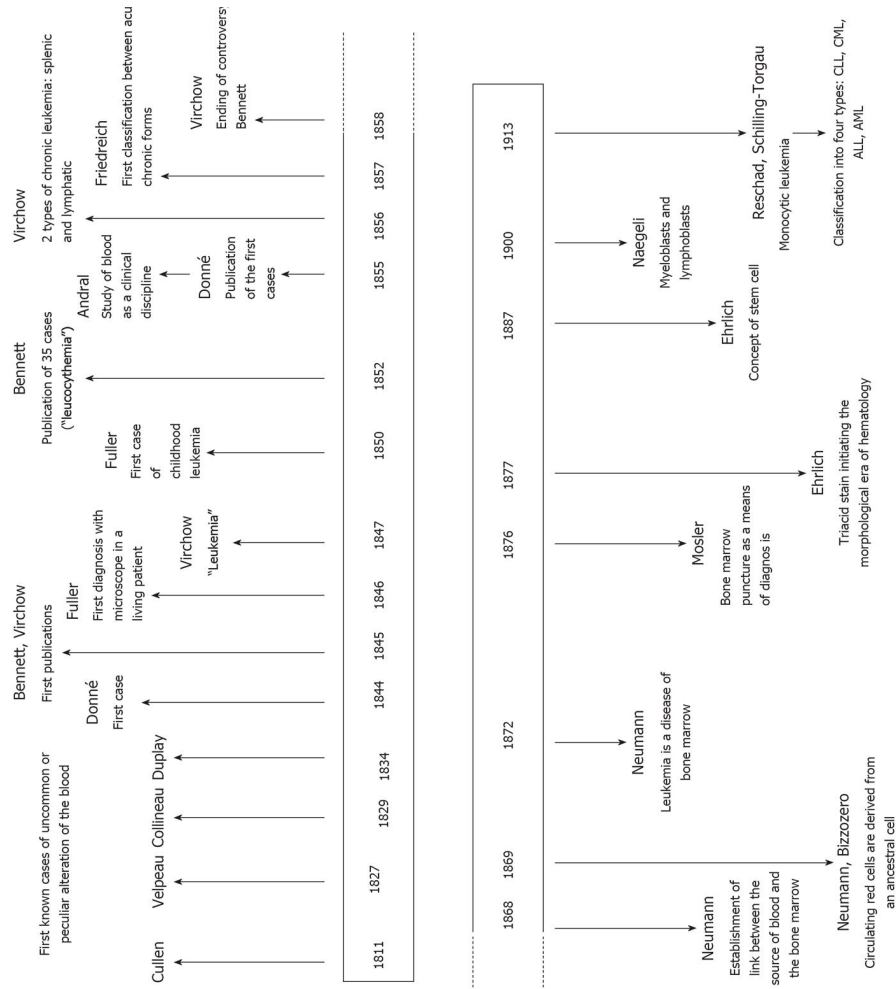 First known cases of uncommon or
peculiar alteration of the blood
Cullen
1811
Velpeau
1827
Collineau
1829
Duplay
1834
Donné
First case
1844
Bennett, Virchow
First publications
1845
Fuller
First diagnosis with
microscope in a
living patient
1846
Virchow
"Leukemia"
1847
Fuller
First case
of
childhood
leukemia
1850
Bennett
Publication of 35 cases
("leucocythemia")
1852
Andral
Study of blood
as a clinical
discipline
Donné
Publication
of the first
cases
1855
Virchow
2 types of chronic leukemia: splenic
and lymphatic
1856
Friedreich
First classification between acu
chronic forms
1857
Virchow
Ending of controversy
Bennett
1858
1868
Neumann
Establishment of
link between the
source of blood and
the bone marrow
1869
Neumann, Bizzozero
Circulating red cells are derived from
an ancestral cell
1872
Neumann
Leukemia is a disease of
bone marrow
1876
Mosler
Bone marrow
puncture as a means
of diagnos is
1877
Ehrlich
Triacid stain initiating the
morphological era of hematology
1887
Ehrlich
Concept of stem cell
1900
Naegeli
Myeloblasts and
lymphoblasts
1913
Reschad, Schilling-Torgau
Monocytic leukemia
Classification into four types: CLL, CML,
ALL, AML